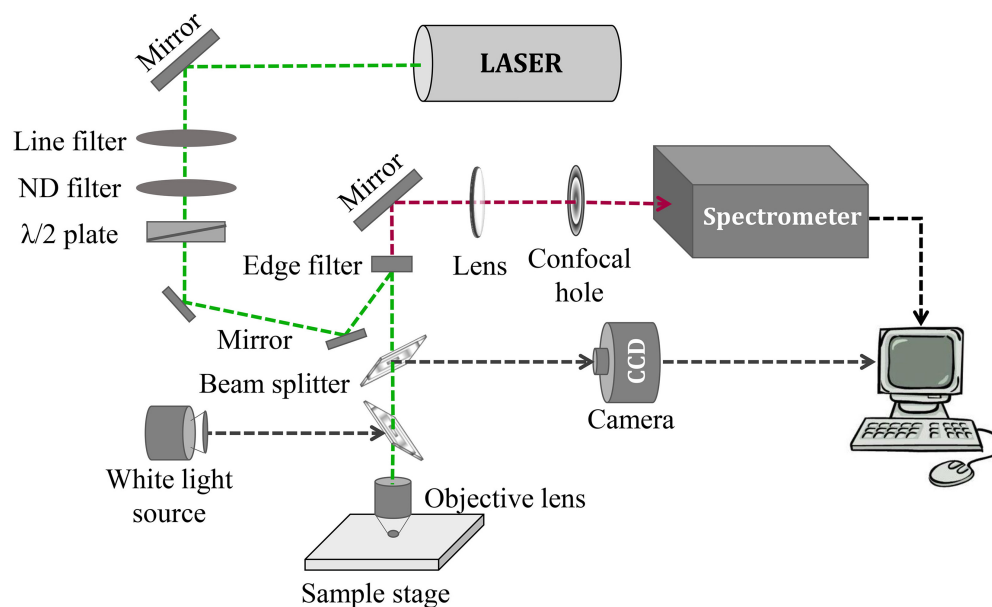 Mirror
LASER
Line filter
ND filter
λ/2 plate
Mirror
Spectrometer
Edge filter
Lens
Confocal
hole
Mirror
Beam splitter
CCD
Camera
White light
source
Objective lens
Sample stage